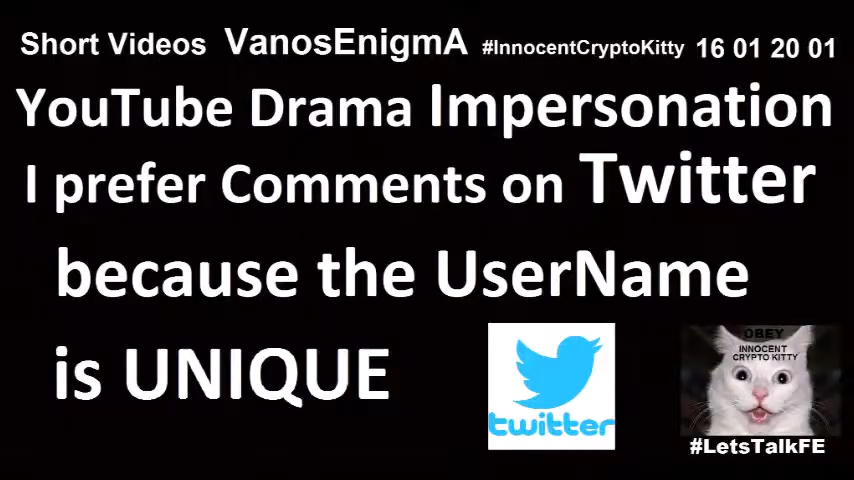 Short Videos VanosEnigmA #InnocentCryptoKitty 16 01 20 01
YouTube Drama Impersonation
I prefer Comments on Twitter
because the UserName
is UNIQUE
twitter
OBEY
INNOCENT
CRYPTO KITTY
#LetsTalkFE